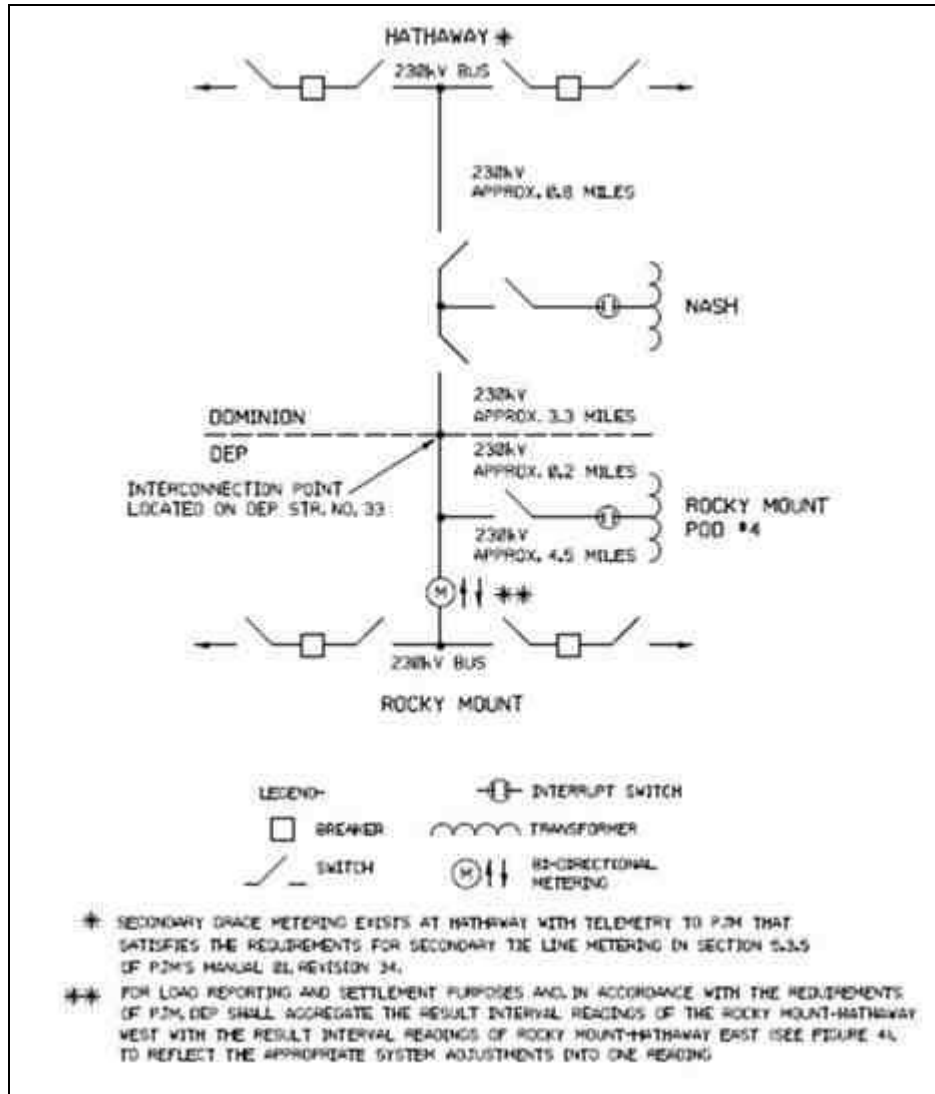 HATHAWAY *
230kV BUS
230kV
APPROX. 0.8 MILES
NASH
230kV
APPROX. 3.3 MILES
DOMINION
DEP
230kV
APPROX. 0.2 MILES
INTERCONNECTION POINT
LOCATED ON DEP STR. NO. 33
ROCKY MOUNT
POD #4
230kV
APPROX. 4.5 MILES
M
**
230kV BUS
ROCKY MOUNT
LEGEND-
INTERRUPT SWITCH
BREAKER
TRANSFORMER
SWITCH
M
BI-DIRECTIONAL
METERING
* SECONDARY GRADE METERING EXISTS AT HATHAWAY WITH TELEMETRY TO PJM THAT
SATISFIES THE REQUIREMENTS FOR SECONDARY TIE LINE METERING IN SECTION 5.3.5
OF PJM'S MANUAL 01, REVISION 34.
** FOR LOAD REPORTING AND SETTLEMENT PURPOSES AND, IN ACCORDANCE WITH THE REQUIREMENTS
OF PJM, DEP SHALL AGGREGATE THE RESULT INTERVAL READINGS OF THE ROCKY MOUNT-HATHAWAY
WEST WITH THE RESULT INTERVAL READINGS OF ROCKY MOUNT-HATHAWAY EAST (SEE FIGURE 4),
TO REFLECT THE APPROPRIATE SYSTEM ADJUSTMENTS INTO ONE READING